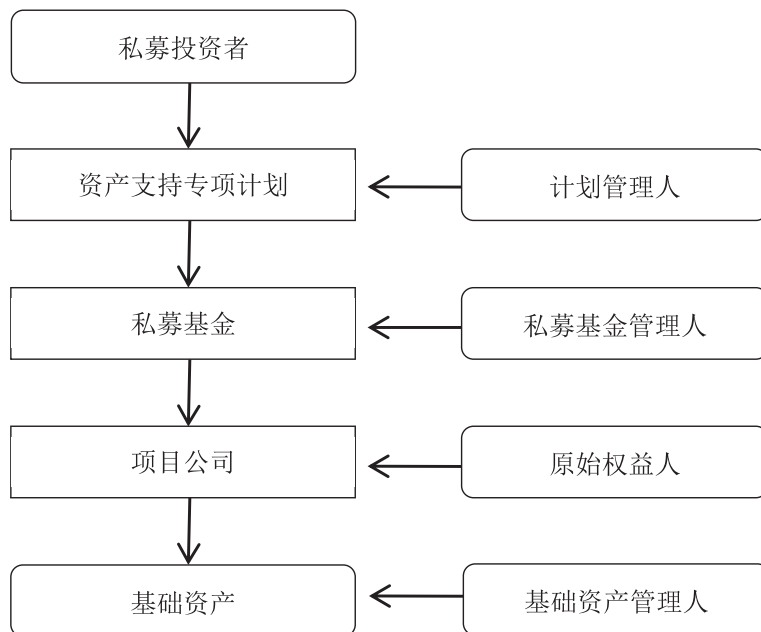 私募投资者
资产支持专项计划
计划管理人
私募基金
私募基金管理人
项目公司
原始权益人
基础资产
基础资产管理人